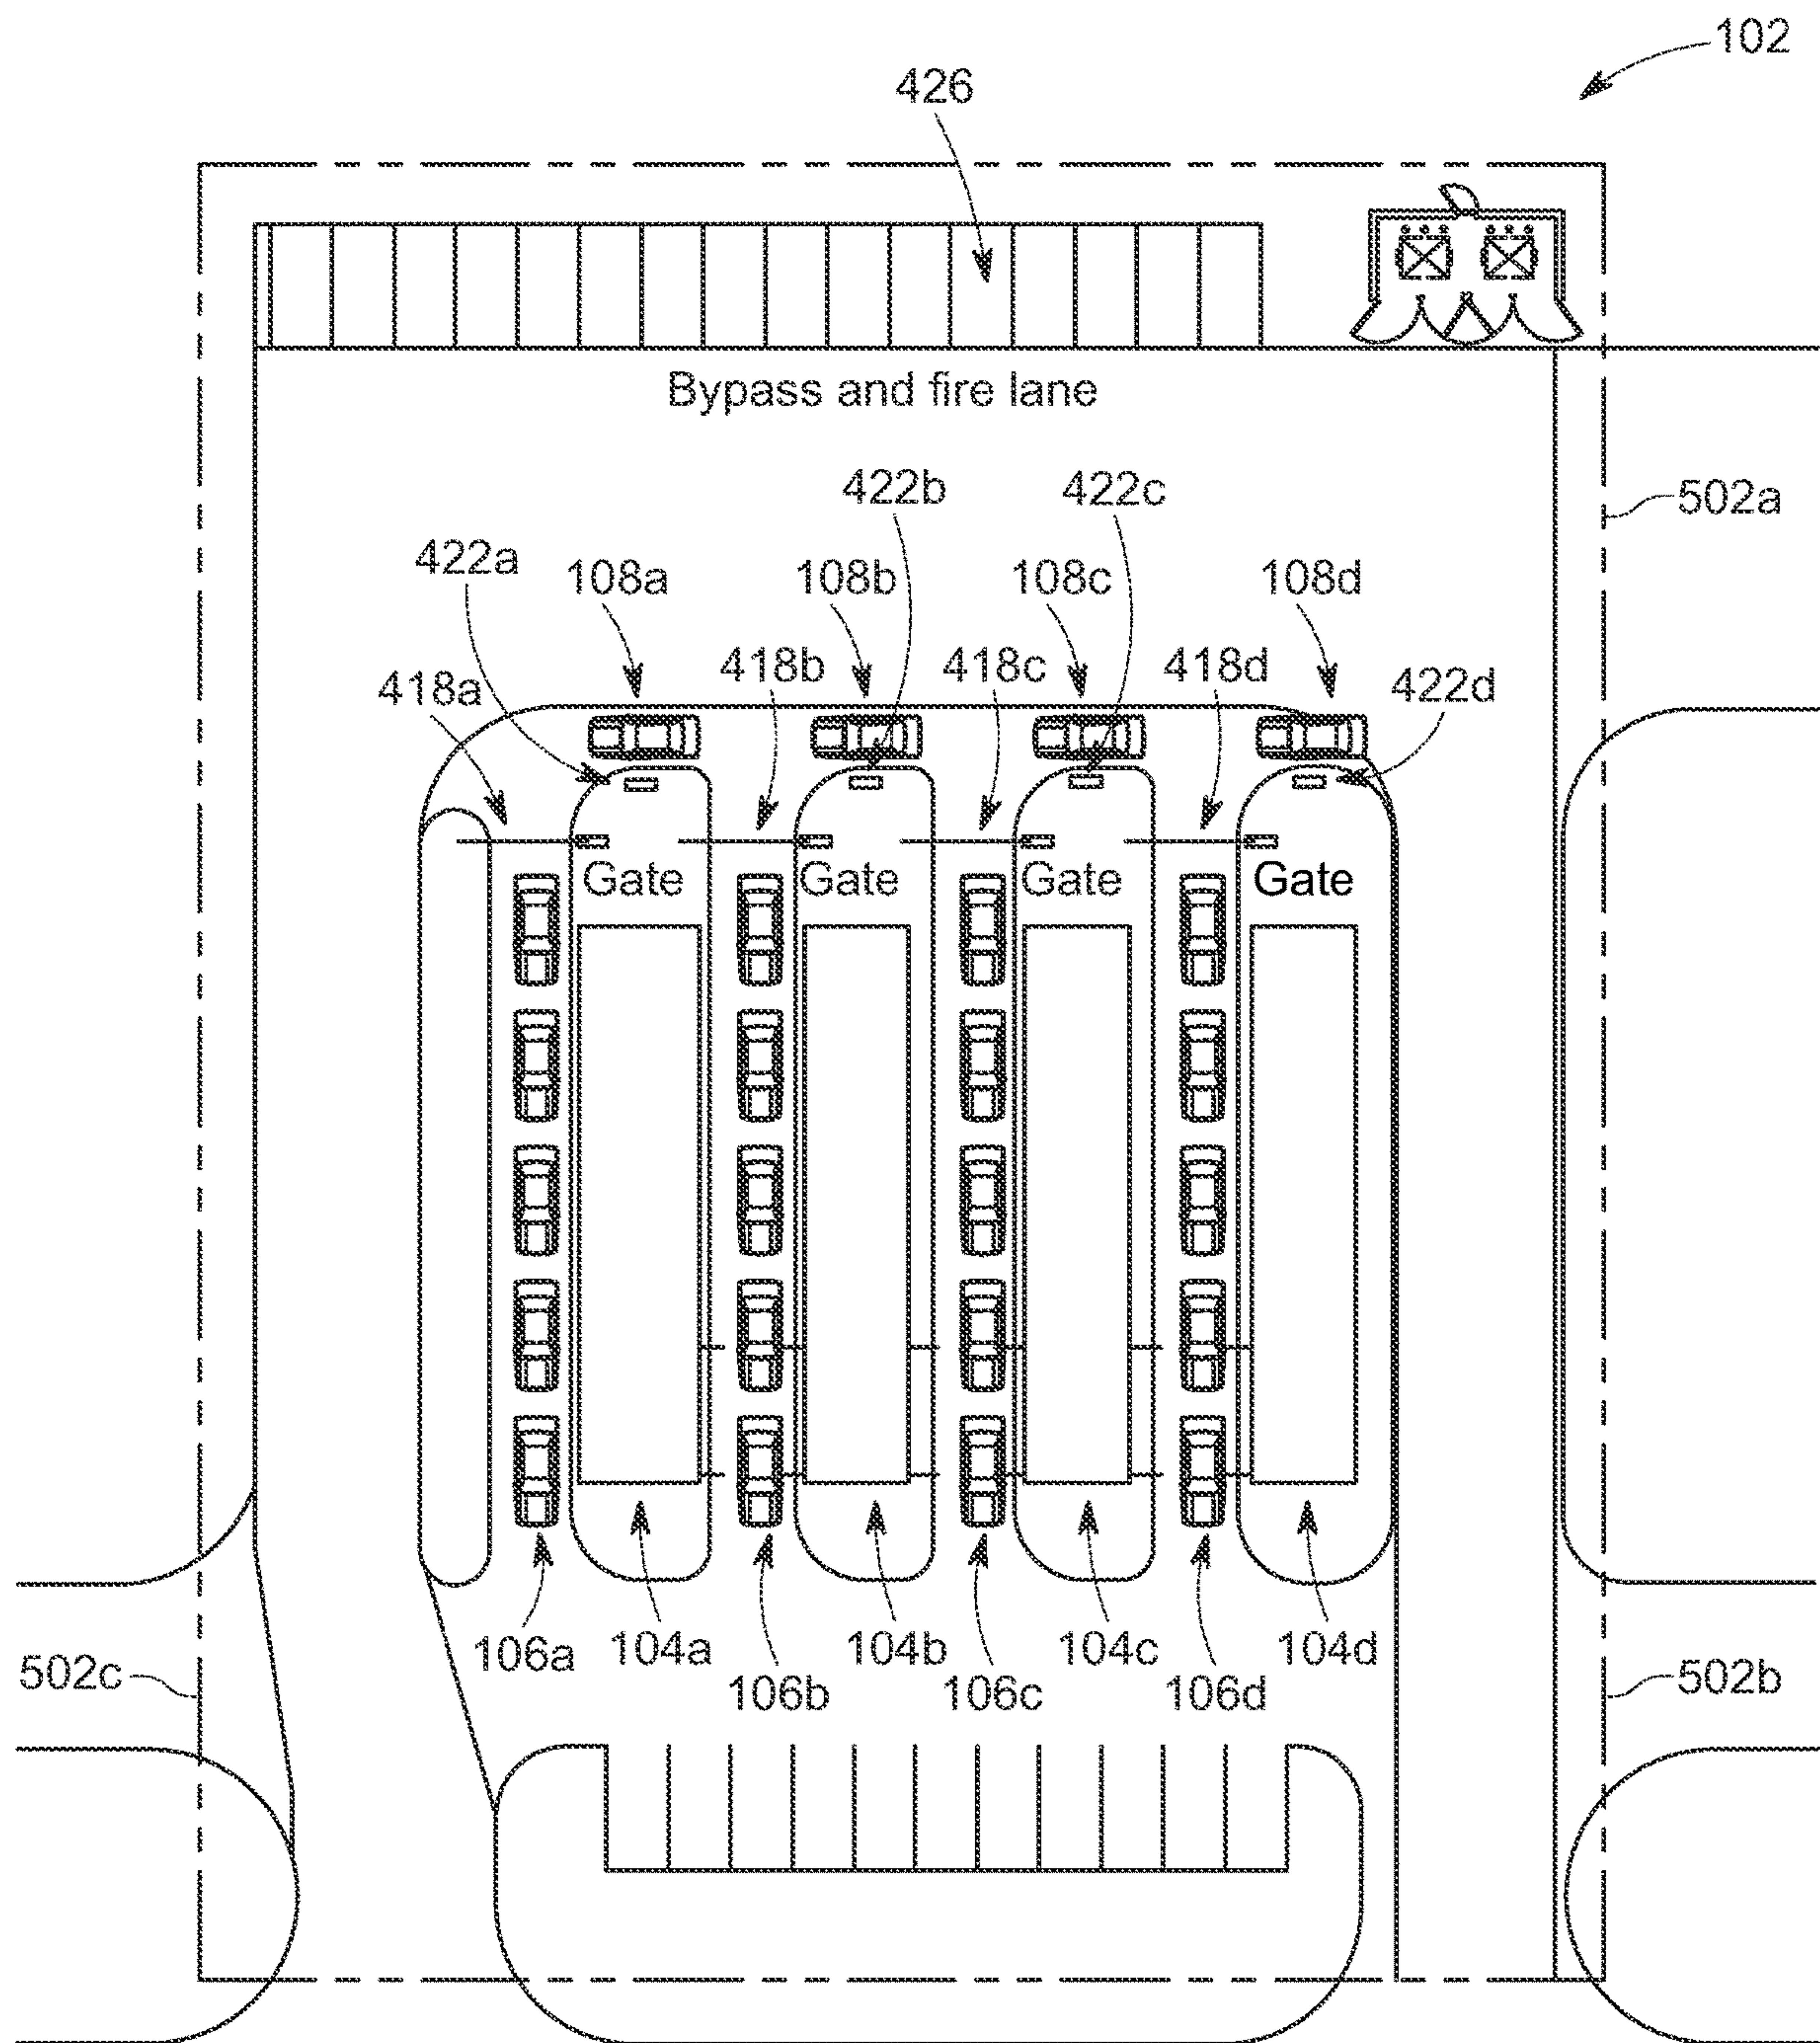 102
426
Bypass and fire lane
422b 422c
502a
422a 108a 108b 108c 108d
418a 418b 418c 418d 422d
Gate Gate Gate Gate
106a 104a 104b 104c 104d
502c 106b 106c 106d 502b